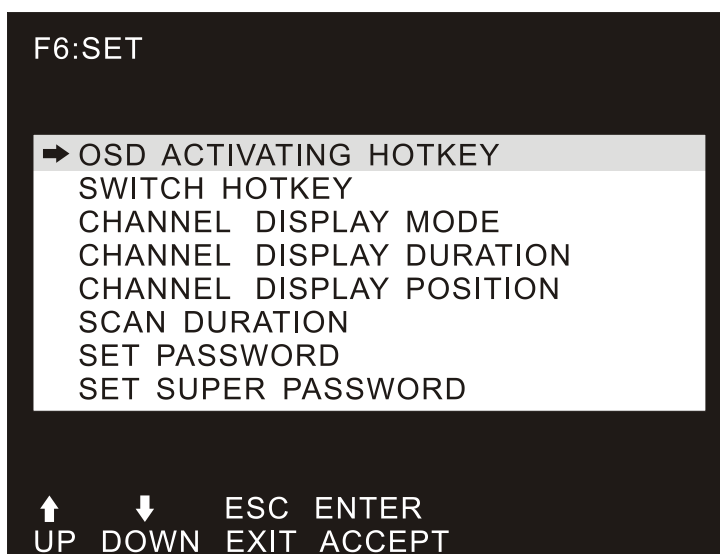 F6:SET
➡ OSD ACTIVATING HOTKEY
SWITCH HOTKEY
CHANNEL DISPLAY MODE
CHANNEL DISPLAY DURATION
CHANNEL DISPLAY POSITION
SCAN DURATION
SET PASSWORD
SET SUPER PASSWORD
⬆ ⬇ ESC ENTER
UP DOWN EXIT ACCEPT